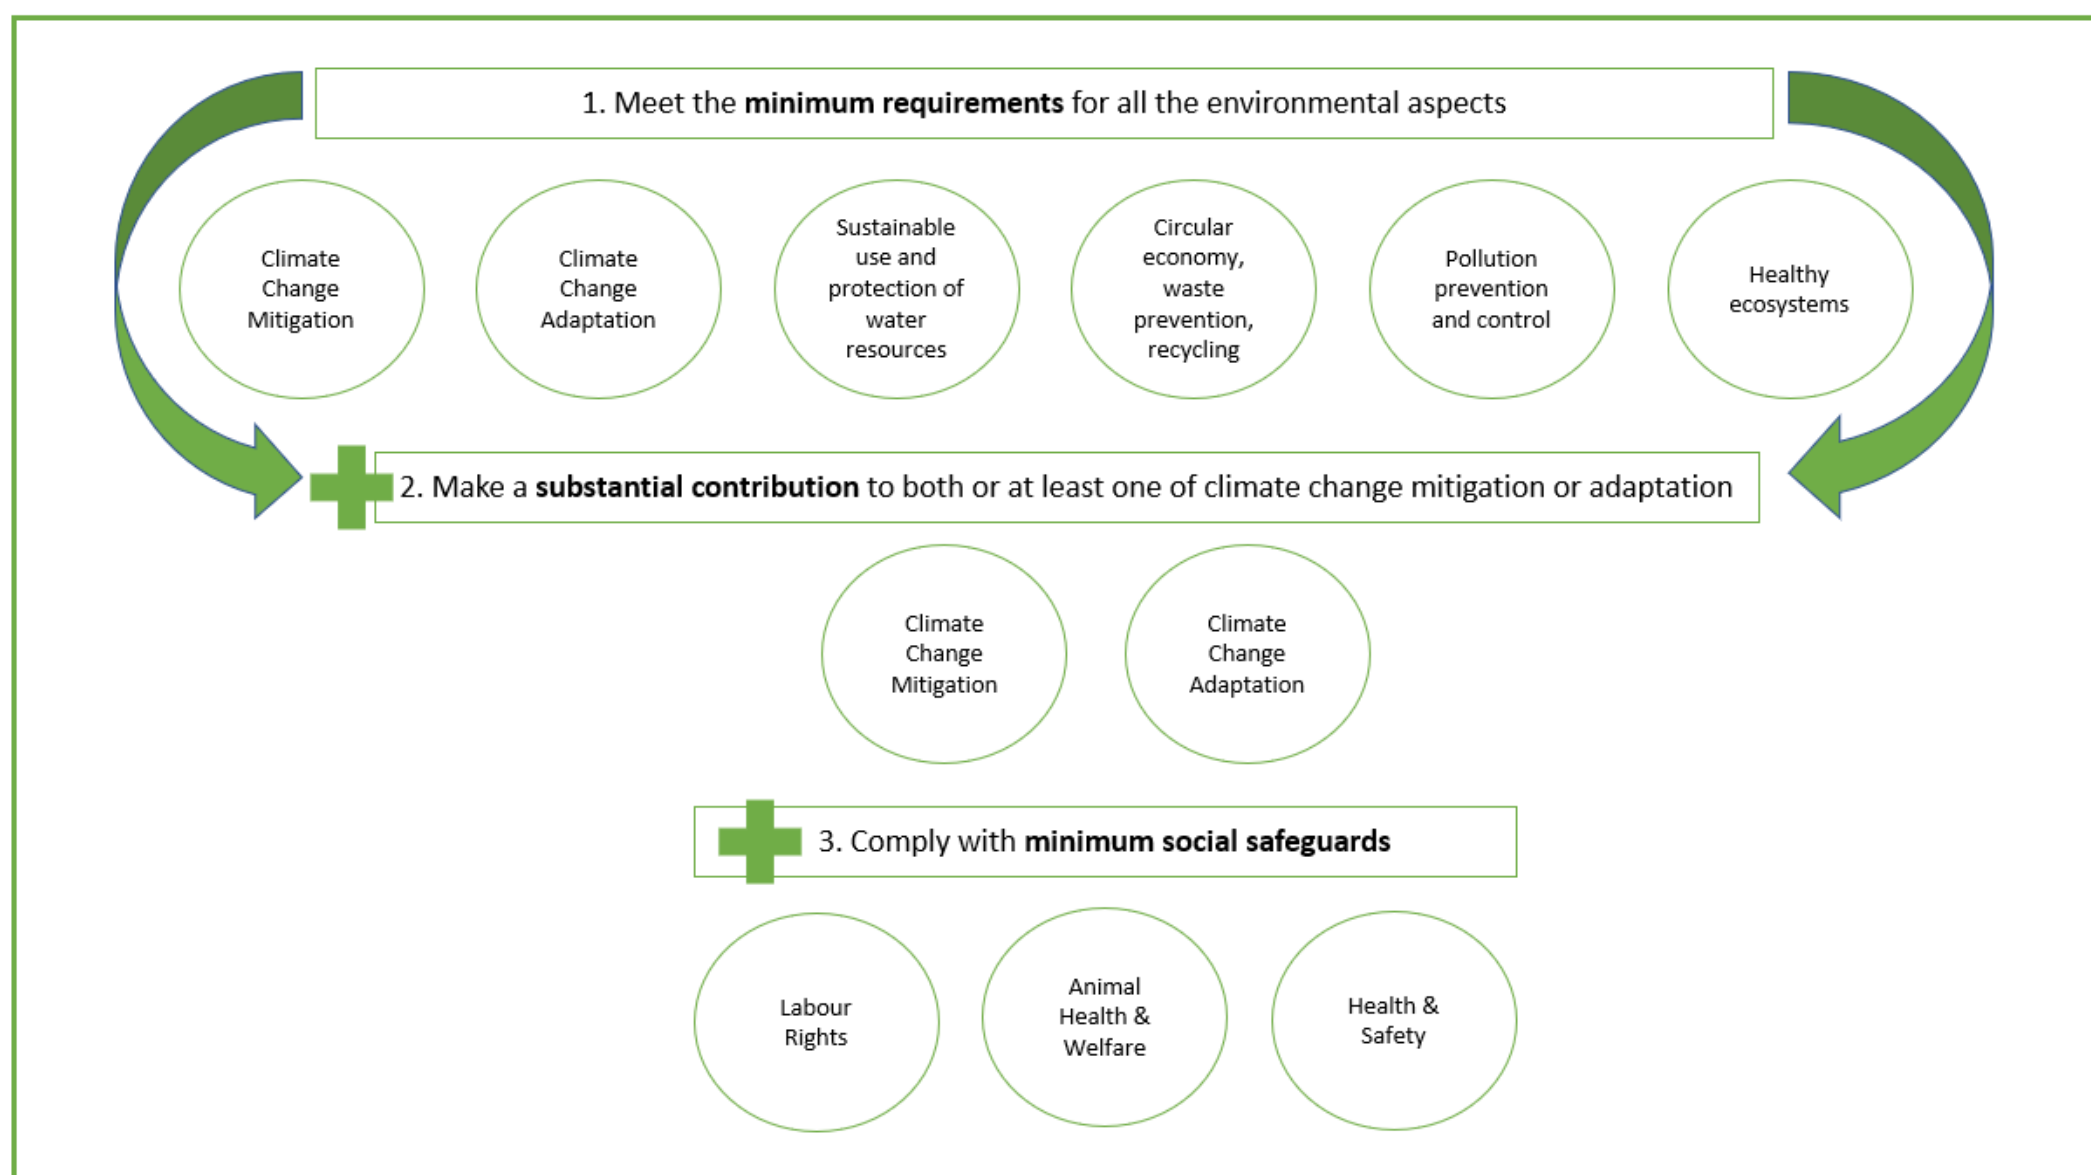 1. Meet the minimum requirements for all the environmental aspects
Climate
Change
Mitigation
Climate
Change
Adaptation
Sustainable
use and
protection of
water
resources
Circular
economy,
waste
prevention,
recycling
Pollution
prevention
and control
Healthy
ecosystems
2. Make a substantial contribution to both or at least one of climate change mitigation or adaptation
Climate
Change
Mitigation
Climate
Change
Adaptation
3. Comply with minimum social safeguards
Labour
Rights
Animal
Health &
Welfare
Health &
Safety